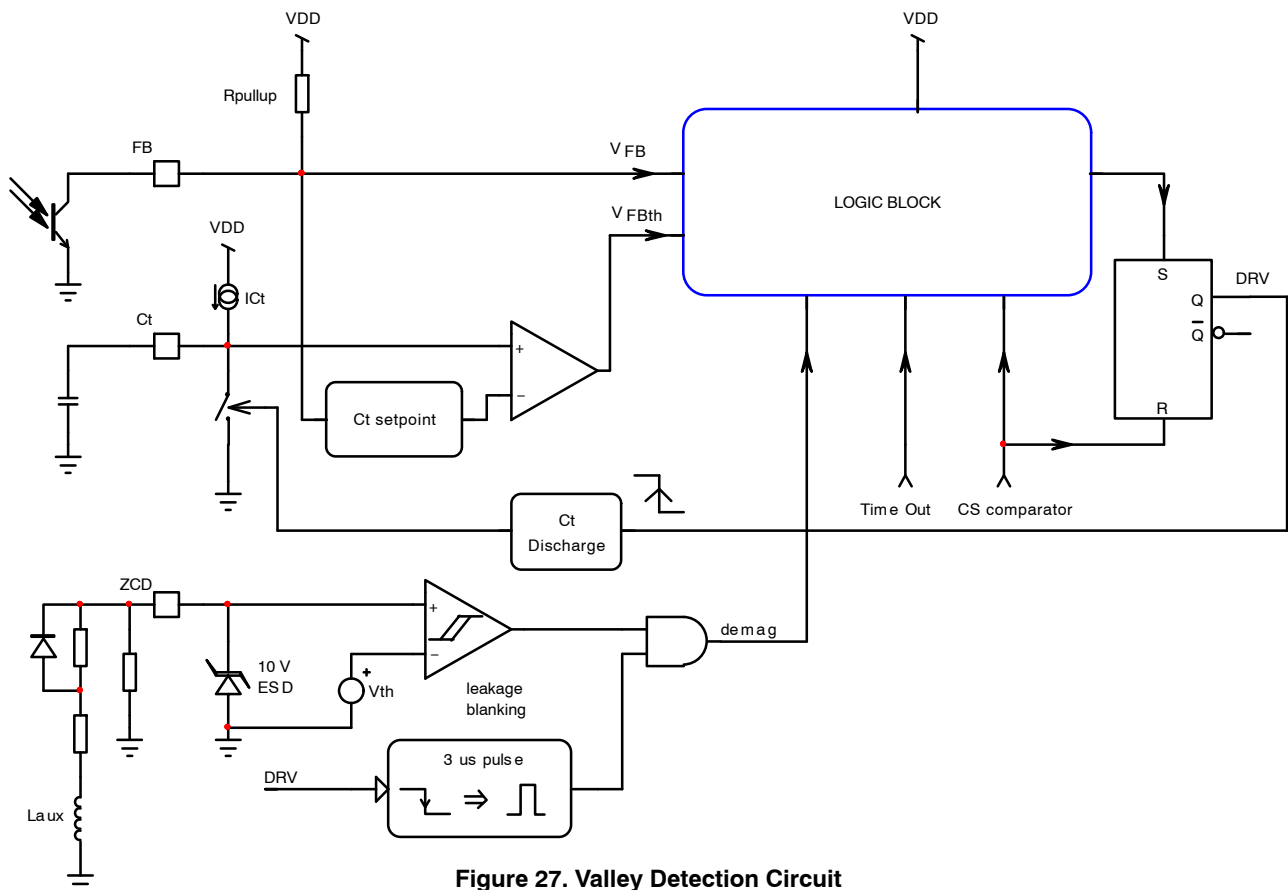 VDD
VDD
Rpullup
FB
V FB
LOGIC BLOCK
V FBth
VDD
S
DRV
ICt
Q
Ct
Q
+
−
Ct setpoint
R
Time Out
CS comparator
Ct
Discharge
ZCD
+
demag
−
10 V
ESD
+
Vth
leakage
blanking
3 us pulse
DRV
⇒
Laux
Figure 27. Valley Detection Circuit